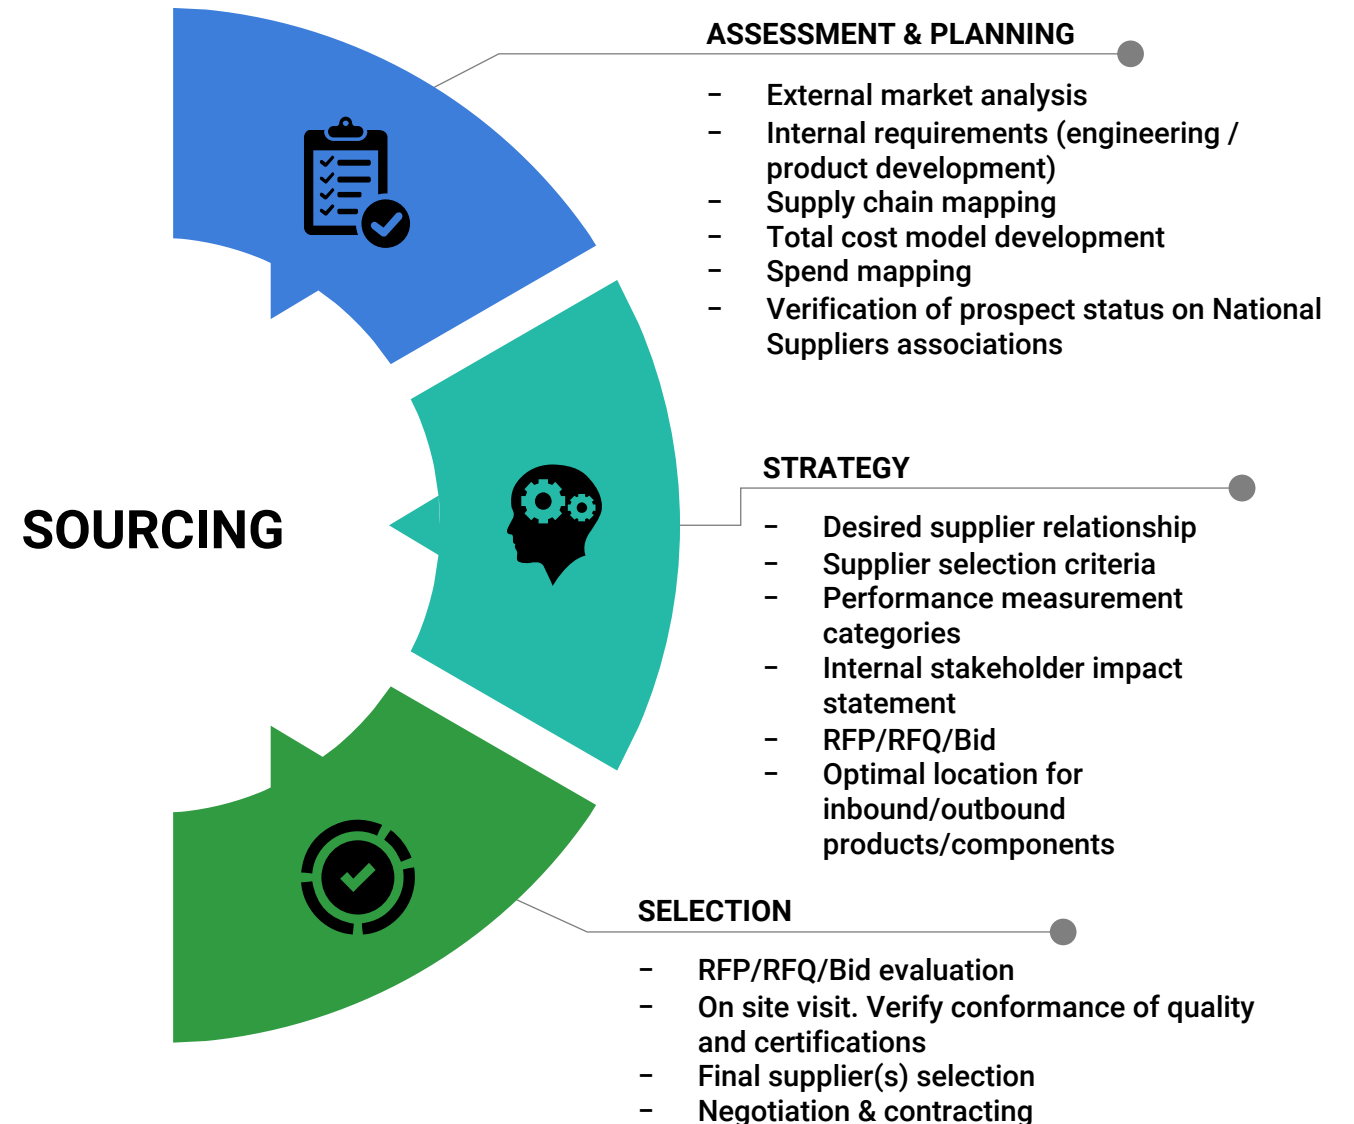 ASSESSMENT & PLANNING
- External market analysis
- Internal requirements (engineering /
product development)
- Supply chain mapping
- Total cost model development
- Spend mapping
- Verification of prospect status on National
Suppliers associations
SOURCING
STRATEGY
- Desired supplier relationship
- Supplier selection criteria
- Performance measurement
categories
- Internal stakeholder impact
statement
- RFP/RFQ/Bid
- Optimal location for
inbound/outbound
products/components
SELECTION
- RFP/RFQ/Bid evaluation
- On site visit. Verify conformance of quality
and certifications
- Final supplier(s) selection
- Negotiation & contracting